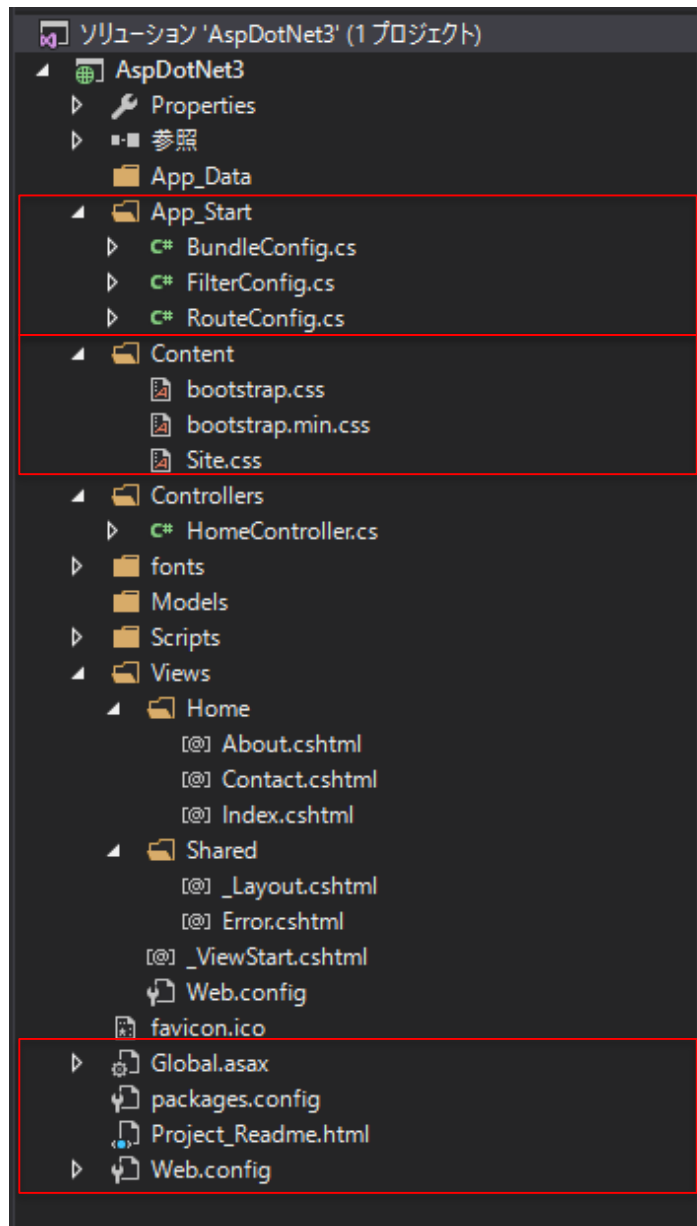 ソリューション 'AspDotNet3' (1 プロジェクト)
AspDotNet3
Properties
参照
App_Data
App_Start
C# BundleConfig.cs
C# FilterConfig.cs
C# RouteConfig.cs
Content
bootstrap.css
bootstrap.min.css
Site.css
Controllers
C# HomeController.cs
fonts
Models
Scripts
Views
Home
[@] About.cshtml
[@] Contact.cshtml
[@] Index.cshtml
Shared
[@] _Layout.cshtml
[@] Error.cshtml
[@] _ViewStart.cshtml
Web.config
favicon.ico
Global.asax
packages.config
Project_Readme.html
Web.config